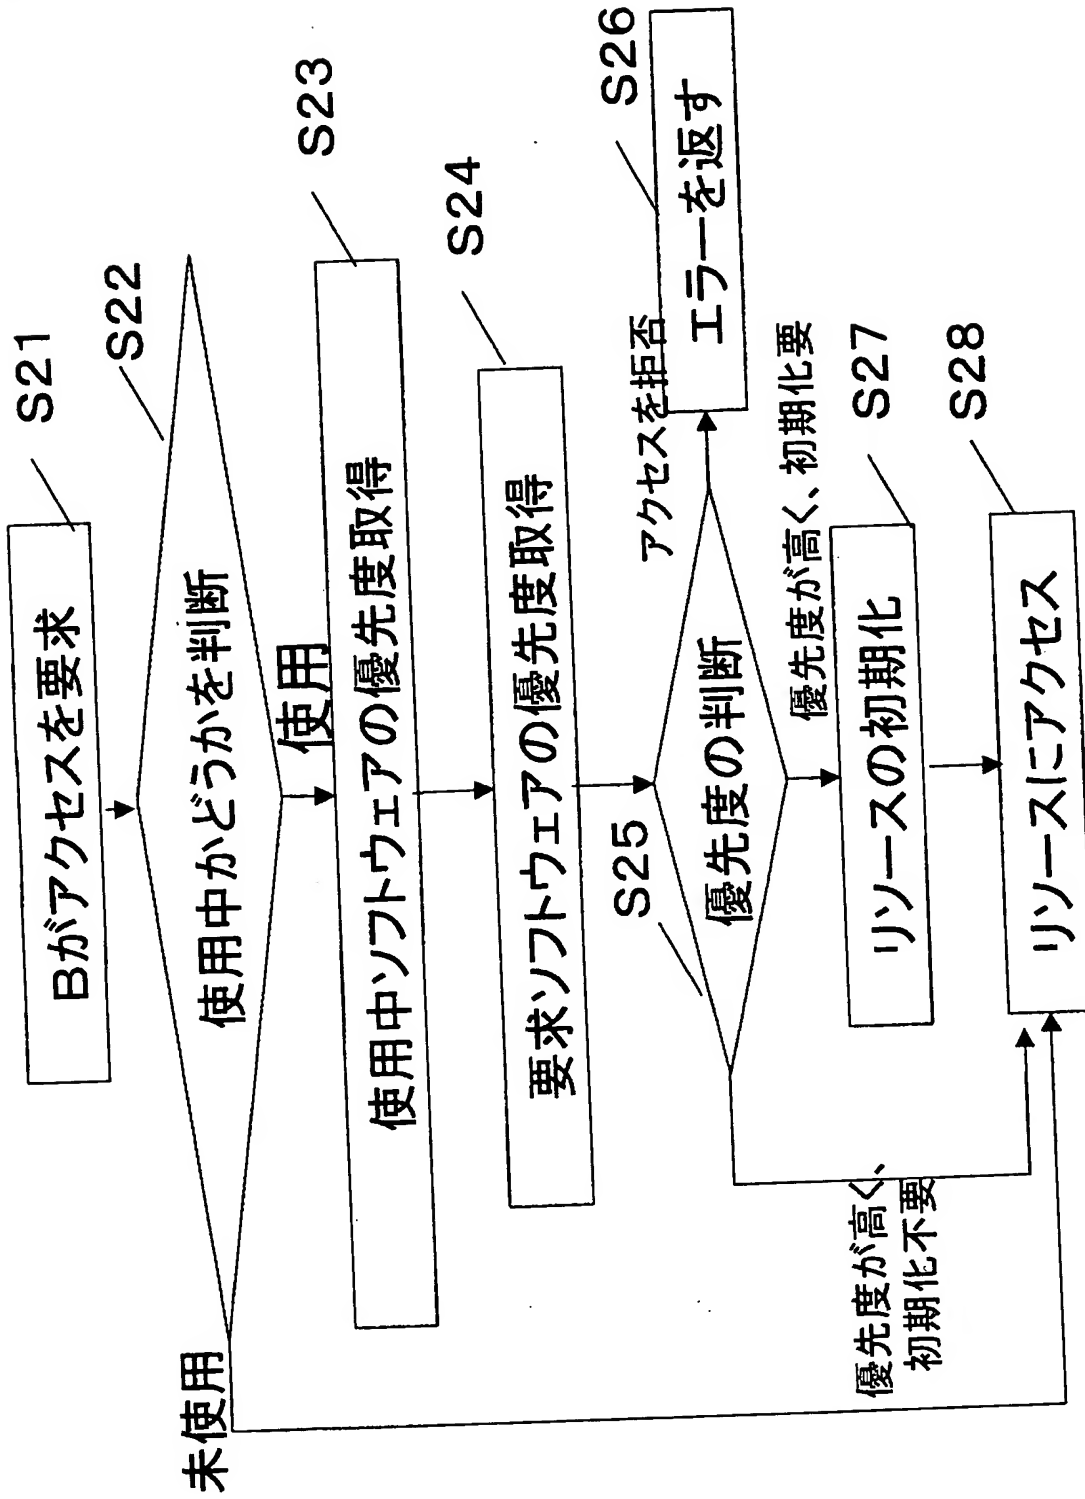 S21
Bがアクセスを要求
S22
使用中かどうかを判断
未使用
使用
S23
使用中ソフトウェアの優先度取得
S24
要求ソフトウェアの優先度取得
S25
優先度の判断
アクセスを拒否
S26
エラーを返す
優先度が高く、初期化要
S27
リソースの初期化
優先度が高く、
初期化不要
S28
リソースにアクセス